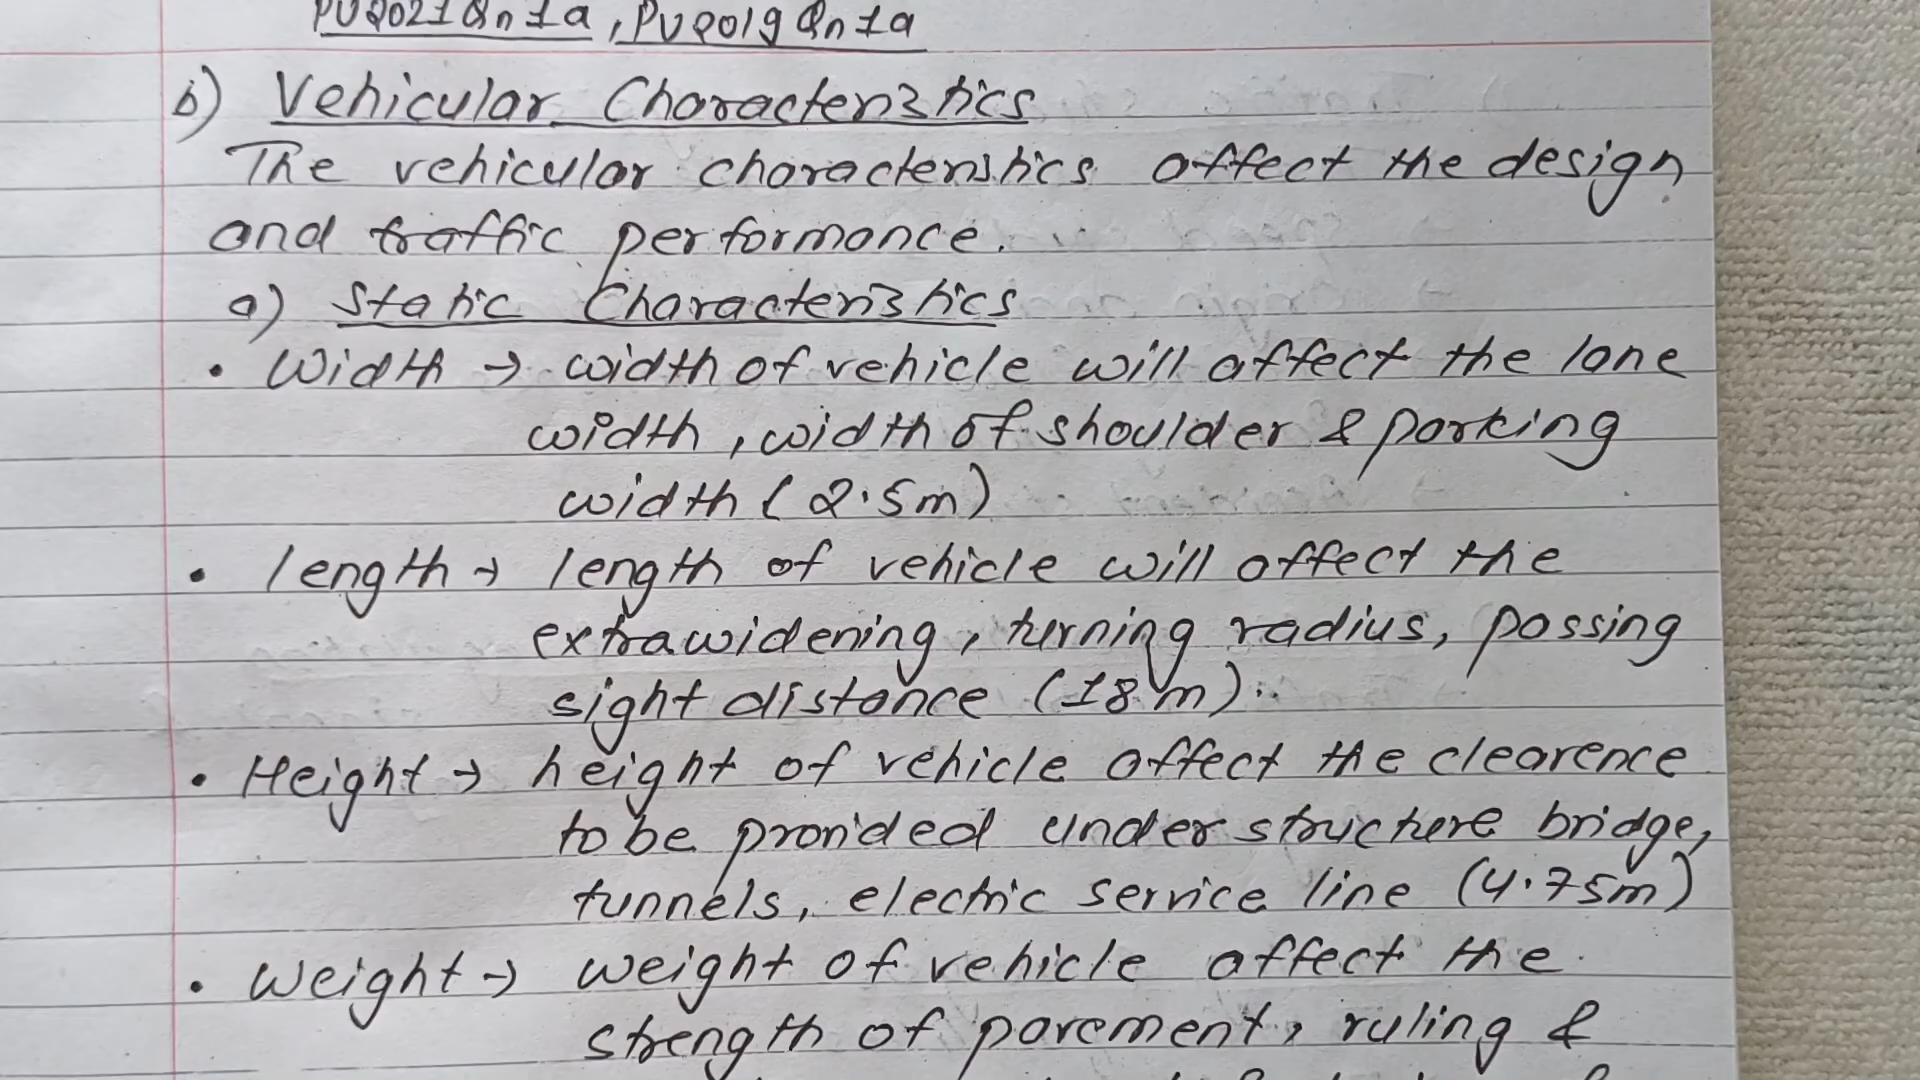 PU2021 Qn 1a, PU2019 Qn 1a
b) Vehicular Characteristics
The vehicular characteristics affect the design
and traffic performance.
a) Static Characteristics
• Width → width of vehicle will affect the lane
width, width of shoulder & parking
width (2.5m)
• length → length of vehicle will affect the
extrawidening, turning radius, passing
sight distance (18m).
• Height → height of vehicle affect the clearence
to be provided under structure bridge,
tunnels, electric service line (4.75m)
• Weight → weight of vehicle affect the
strength of pavement, ruling &